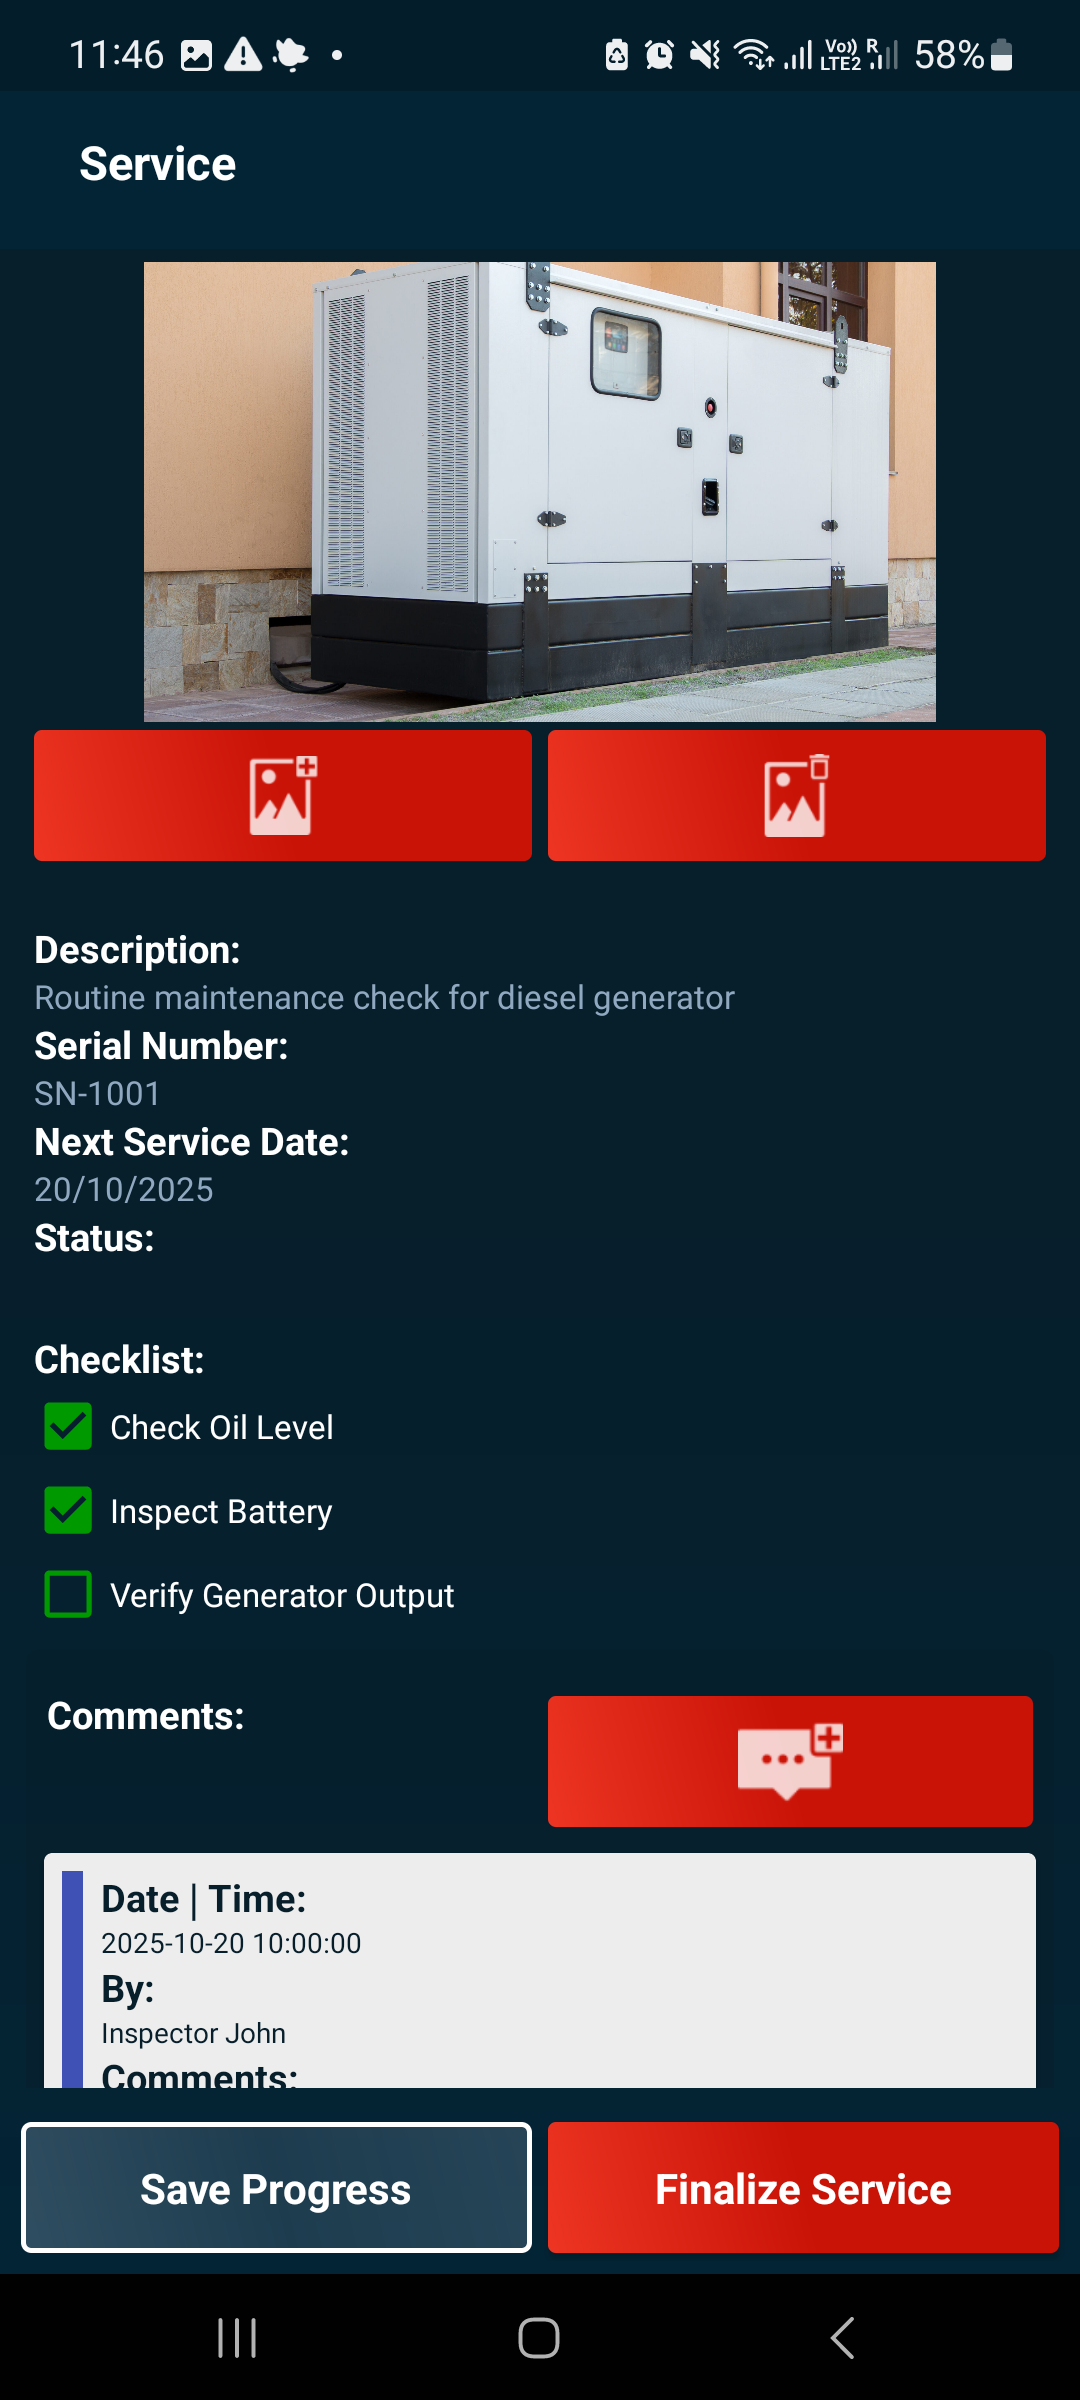 11:46
Vo)) R
LTE2
58%
Service
Description:
Routine maintenance check for diesel generator
Serial Number:
SN-1001
Next Service Date:
20/10/2025
Status:
Checklist:
Check Oil Level
Inspect Battery
Verify Generator Output
Comments:
Date | Time:
2025-10-20 10:00:00
By:
Inspector John
Comments:
Save Progress
Finalize Service